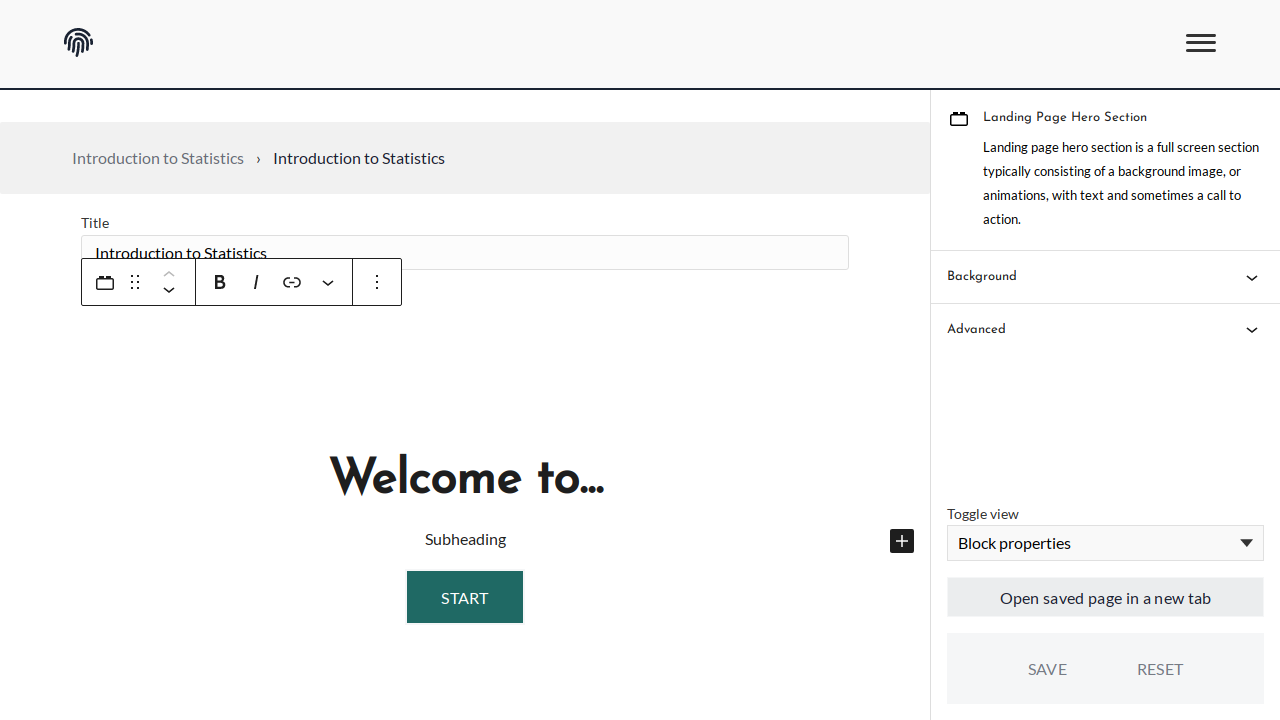 Introduction to Statistics › Introduction to Statistics
Title
Introduction to Statistics
B I
Welcome to...
Subheading
START
Landing Page Hero Section
Landing page hero section is a full screen section
typically consisting of a background image, or
animations, with text and sometimes a call to
action.
Background
Advanced
Toggle view
Block properties
Open saved page in a new tab
SAVE RESET